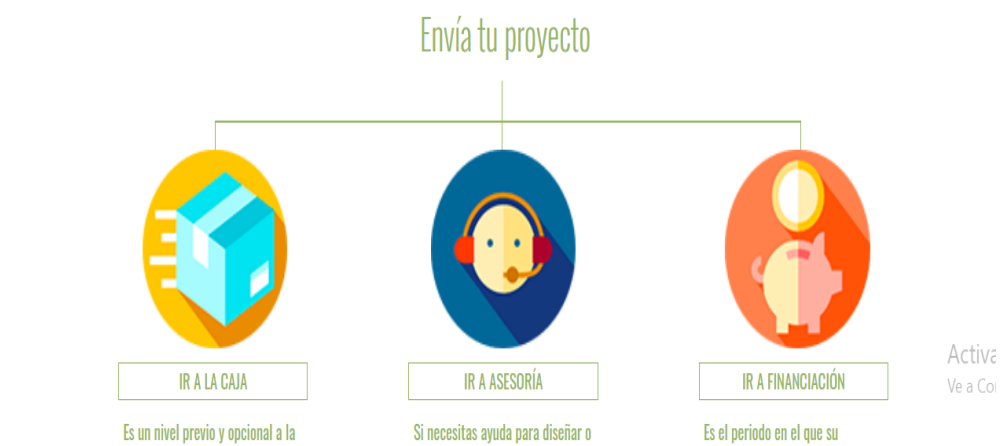 Envía tu proyecto
IR A LA CAJA
IR A ASESORÍA
IR A FINANCIACIÓN
Es un nivel previo y opcional a la
Si necesitas ayuda para diseñar o
Es el periodo en el que su
Activa
Ve a Con